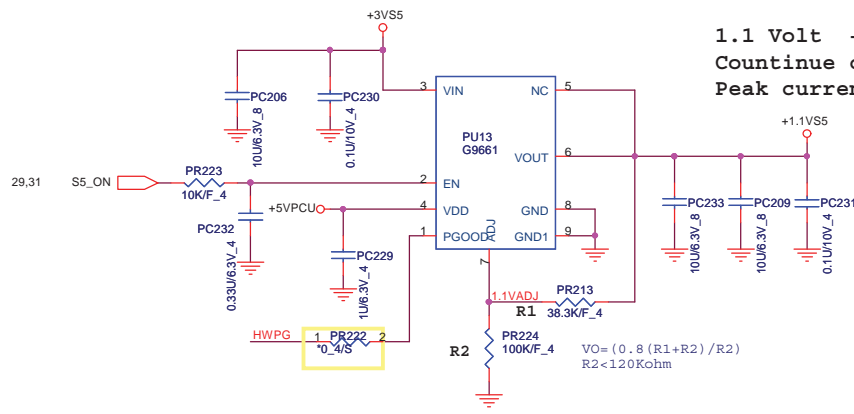 +3VS5
1.1 Volt
Countinue
Peak curren
PC206
10U/6.3V_8
PC230
0.1U/10V_4
3
VIN
NC
5
PU13
G9661
+1.1VS5
VOUT
6
29,31
S5_ON
PR223
10K/F_4
2
EN
PC232
0.33U/6.3V_4
+5VPCU
4
VDD
GND
8
1
PGOOD
GND1
9
ADJ
7
PC229
1U/6.3V_4
PC233
10U/6.3V_8
PC209
10U/6.3V_8
PC231
0.1U/10V_4
1.1VADJ
R1
PR213
38.3K/F_4
HWPG
1
PR222
2
*0_4/S
R2
PR224
100K/F_4
VO=(0.8(R1+R2)/R2)
R2<120Kohm